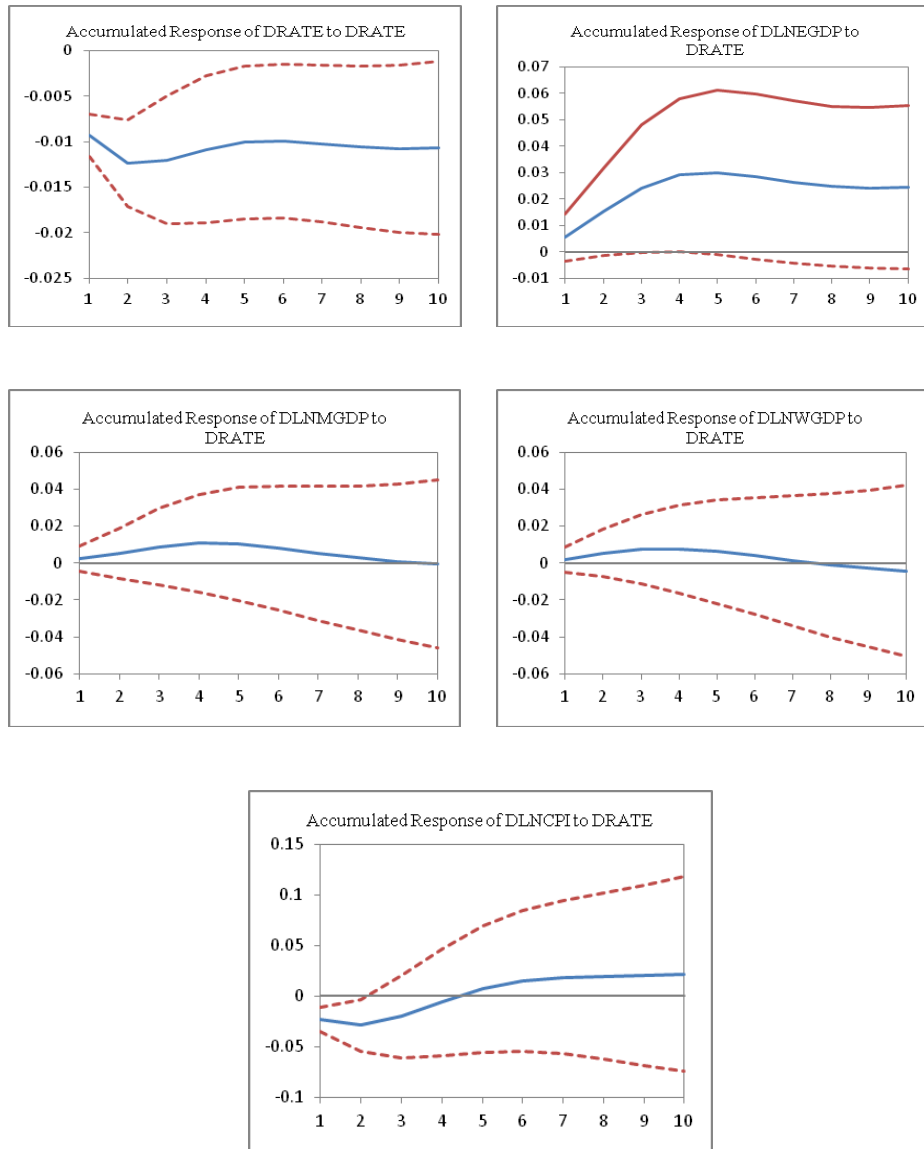 Accumulated Response of DRATE to DRATE
0
-0.005
-0.01
-0.015
-0.02
-0.025
1 2 3 4 5 6 7 8 9 10
Accumulated Response of DLNEGDP to
DRATE
0.07
0.06
0.05
0.04
0.03
0.02
0.01
0
-0.01
1 2 3 4 5 6 7 8 9 10
Accumulated Response of DLNMGDP to
DRATE
0.06
0.04
0.02
0
-0.02
-0.04
-0.06
1 2 3 4 5 6 7 8 9 10
Accumulated Response of DLNWGDP to
DRATE
0.06
0.04
0.02
0
-0.02
-0.04
-0.06
1 2 3 4 5 6 7 8 9 10
Accumulated Response of DLNCPI to DRATE
0.15
0.1
0.05
0
-0.05
-0.1
1 2 3 4 5 6 7 8 9 10